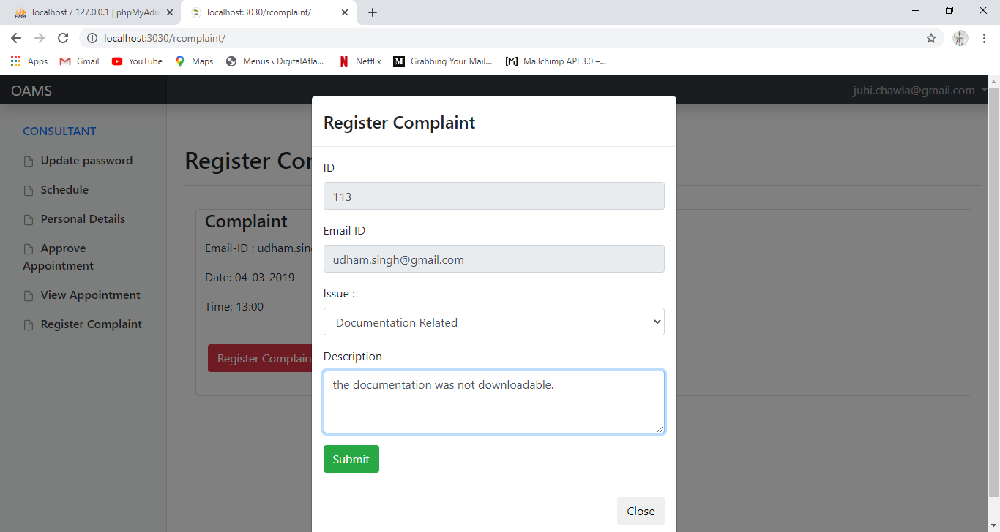 localhost / 127.0.0.1 | phpMyAdm
localhost:3030/rcomplaint/
localhost:3030/rcomplaint/
Apps
Gmail
YouTube
Maps
Menus ‹ DigitalAtla...
Netflix
Grabbing Your Mail...
Mailchimp API 3.0 –...
OAMS
juhi.chawla@gmail.com
CONSULTANT
Update password
Schedule
Personal Details
Approve
Appointment
View Appointment
Register Complaint
Register Cor
Complaint
Email-ID : udham.sin
Date: 04-03-2019
Time: 13:00
Register Complain
Register Complaint
ID
113
Email ID
udham.singh@gmail.com
Issue :
Documentation Related
Description
the documentation was not downloadable.
Submit
Close